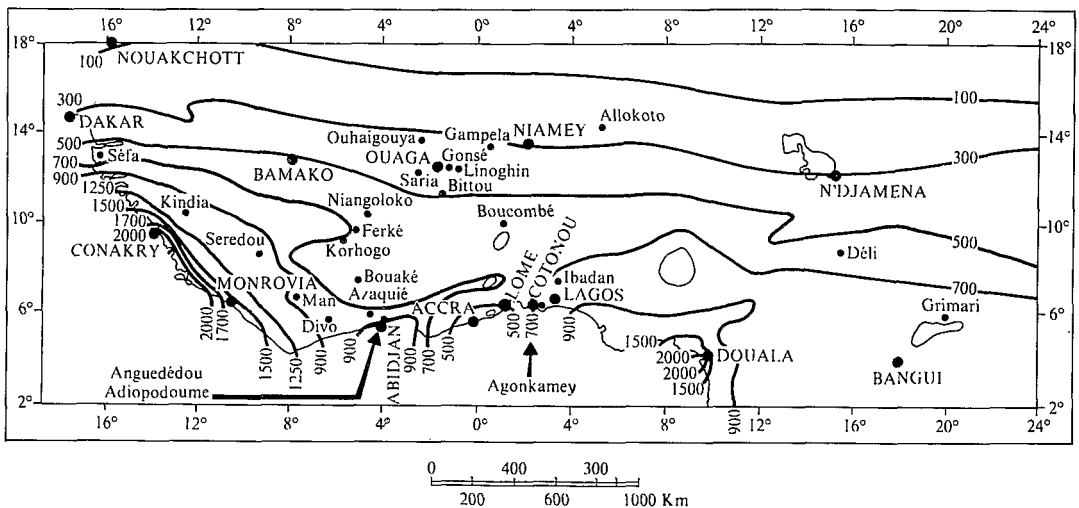 16° 12° 8° 4° 0° 4° 8° 12° 16° 20° 24°
18° 18°
100 NOUAKCHOTT
100
300
DAKAR
Allokoto
14° 14°
Ouhaigouya Gampela NIAMEY
500 Séfa
OUAGA Gonsé
300
700
BAMAKO
Linoghin
900
Saria Bittou
N'DJAMENA
1250
Kindia
Niangoloko
1500
10° 10°
Boucombé
1700
Ferké
2000
Seredou
Korhogo
500
CONAKRY
Déli
MONROVIA
Bouaké
LOME
COTONOU
Ibadan
700
Man
Azaquié
ACCRA
LAGOS
Grimari
6° 6°
2000
1700
Divo
900
ABIDJAN
900
700
500
500
700
900
1500
1250
900
1500
2000
DOUALA
2000
1500
BANGUI
Anguedédou
Adiopodoume
Agonkamey
900
2° 2°
16° 12° 8° 4° 0° 4° 8° 12° 16° 20° 24°
0 400 300
200 600 1000 Km